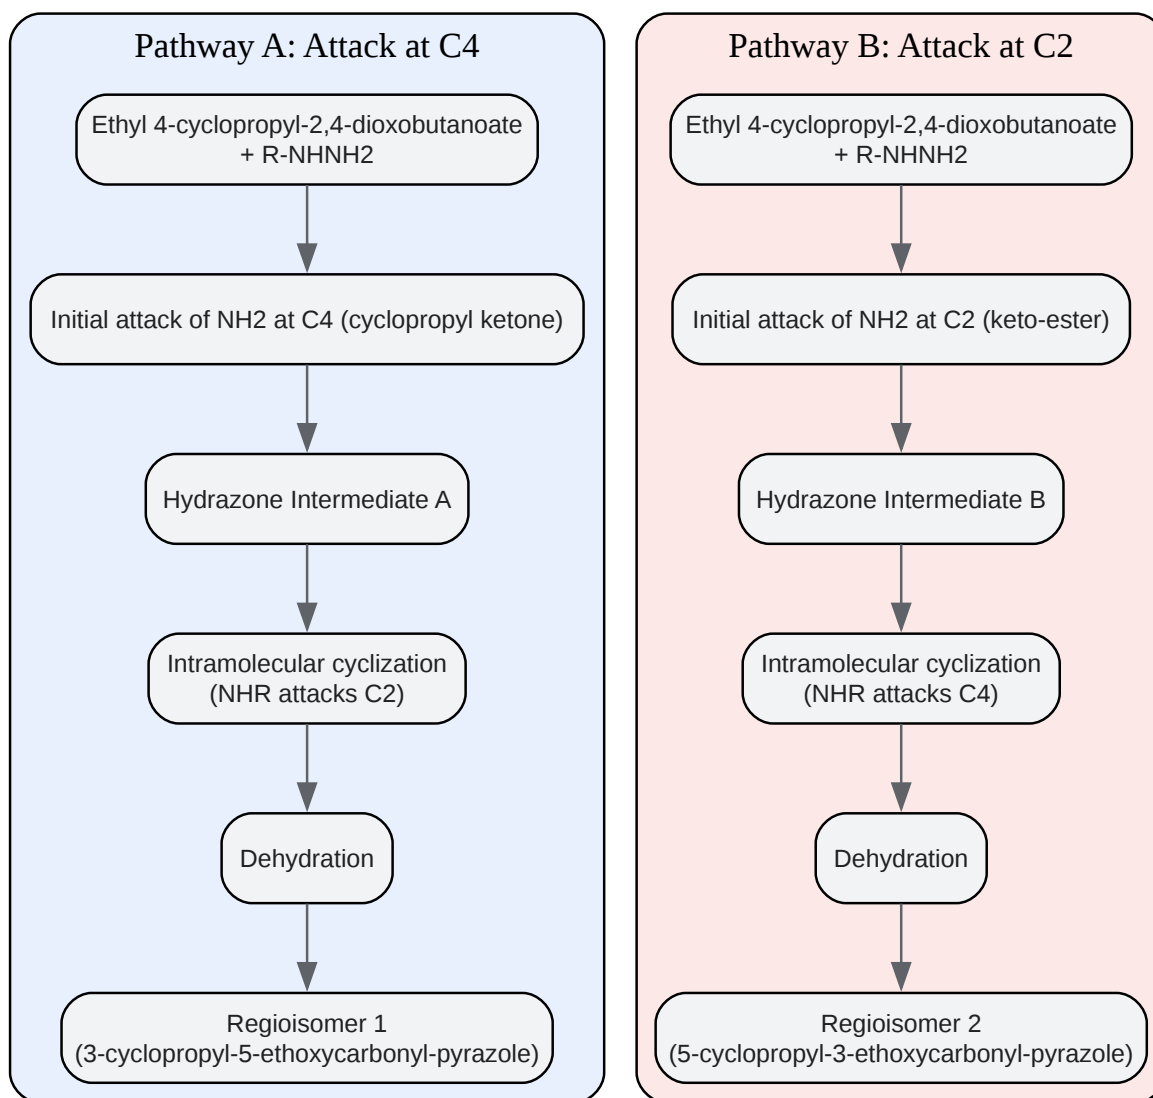 Pathway A: Attack at C4
Ethyl 4-cyclopropyl-2,4-dioxobutanoate
+ R-NHNH2
Initial attack of NH2 at C4 (cyclopropyl ketone)
Hydrazone Intermediate A
Intramolecular cyclization
(NHR attacks C2)
Dehydration
Regioisomer 1
(3-cyclopropyl-5-ethoxycarbonyl-pyrazole)
Pathway B: Attack at C2
Ethyl 4-cyclopropyl-2,4-dioxobutanoate
+ R-NHNH2
Initial attack of NH2 at C2 (keto-ester)
Hydrazone Intermediate B
Intramolecular cyclization
(NHR attacks C4)
Dehydration
Regioisomer 2
(5-cyclopropyl-3-ethoxycarbonyl-pyrazole)